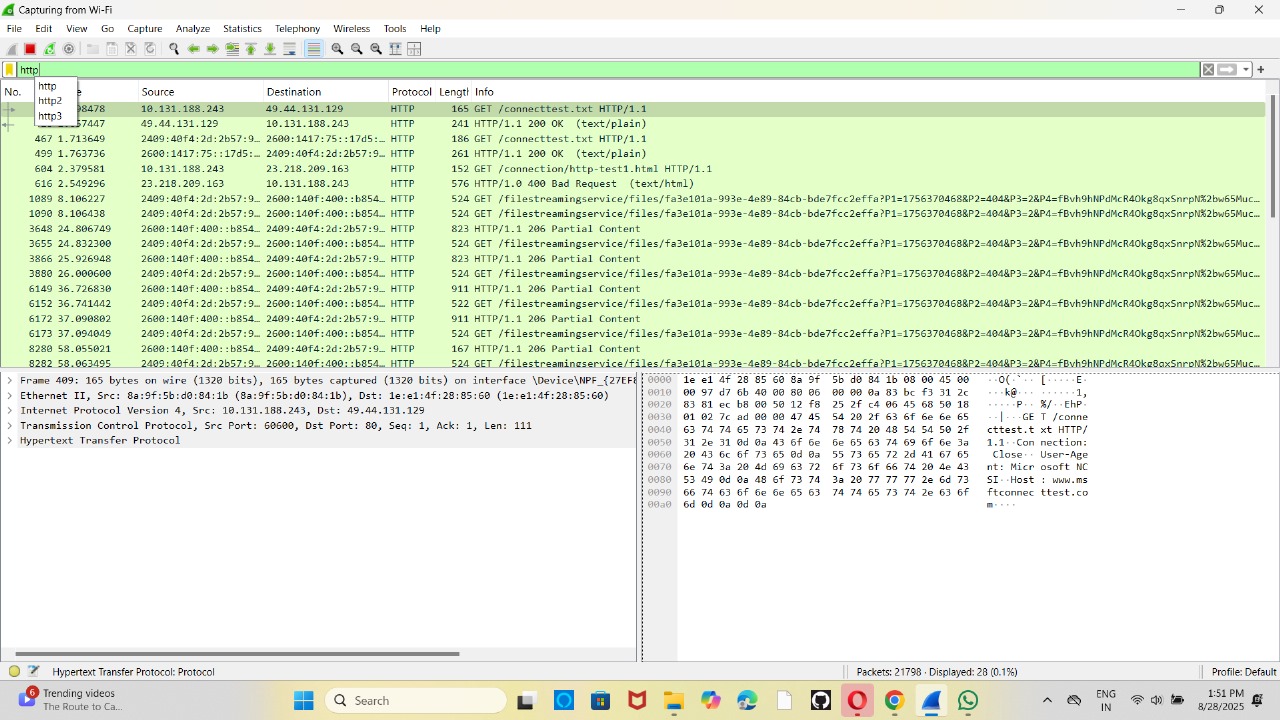 Capturing from Wi-Fi
File Edit View Go Capture Analyze Statistics Telephony Wireless Tools Help
http
http
http2
http3
No. Source Destination Protocol Length Info
98478 10.131.188.243 49.44.131.129 HTTP 165 GET /connecttest.txt HTTP/1.1
57447 49.44.131.129 10.131.188.243 HTTP 241 HTTP/1.1 200 OK (text/plain)
467 1.713649 2409:40f4:2d:2b57:9… 2600:1417:75::17d5:… HTTP 186 GET /connecttest.txt HTTP/1.1
499 1.763736 2600:1417:75::17d5:… 2409:40f4:2d:2b57:9… HTTP 261 HTTP/1.1 200 OK (text/plain)
604 2.379581 10.131.188.243 23.218.209.163 HTTP 152 GET /connection/http-test1.html HTTP/1.1
616 2.549296 23.218.209.163 10.131.188.243 HTTP 576 HTTP/1.0 400 Bad Request (text/html)
1089 8.106227 2409:40f4:2d:2b57:9… 2600:140f:400::b854… HTTP 524 GET /filestreamingservice/files/fa3e101a-993e-4e89-84cb-bde7fcc2effa?P1=1756370468&P2=404&P3=2&P4=fBvh9hNPdMcR4Okg8qxSnrpN%2bw65Muc…
1090 8.106438 2409:40f4:2d:2b57:9… 2600:140f:400::b854… HTTP 524 GET /filestreamingservice/files/fa3e101a-993e-4e89-84cb-bde7fcc2effa?P1=1756370468&P2=404&P3=2&P4=fBvh9hNPdMcR4Okg8qxSnrpN%2bw65Muc…
3648 24.806749 2600:140f:400::b854… 2409:40f4:2d:2b57:9… HTTP 823 HTTP/1.1 206 Partial Content
3655 24.832300 2409:40f4:2d:2b57:9… 2600:140f:400::b854… HTTP 524 GET /filestreamingservice/files/fa3e101a-993e-4e89-84cb-bde7fcc2effa?P1=1756370468&P2=404&P3=2&P4=fBvh9hNPdMcR4Okg8qxSnrpN%2bw65Muc…
3866 25.926948 2600:140f:400::b854… 2409:40f4:2d:2b57:9… HTTP 823 HTTP/1.1 206 Partial Content
3880 26.000600 2409:40f4:2d:2b57:9… 2600:140f:400::b854… HTTP 524 GET /filestreamingservice/files/fa3e101a-993e-4e89-84cb-bde7fcc2effa?P1=1756370468&P2=404&P3=2&P4=fBvh9hNPdMcR4Okg8qxSnrpN%2bw65Muc…
6149 36.726830 2600:140f:400::b854… 2409:40f4:2d:2b57:9… HTTP 911 HTTP/1.1 206 Partial Content
6152 36.741442 2409:40f4:2d:2b57:9… 2600:140f:400::b854… HTTP 522 GET /filestreamingservice/files/fa3e101a-993e-4e89-84cb-bde7fcc2effa?P1=1756370468&P2=404&P3=2&P4=fBvh9hNPdMcR4Okg8qxSnrpN%2bw65Muc…
6172 37.090802 2600:140f:400::b854… 2409:40f4:2d:2b57:9… HTTP 911 HTTP/1.1 206 Partial Content
6173 37.094049 2409:40f4:2d:2b57:9… 2600:140f:400::b854… HTTP 524 GET /filestreamingservice/files/fa3e101a-993e-4e89-84cb-bde7fcc2effa?P1=1756370468&P2=404&P3=2&P4=fBvh9hNPdMcR4Okg8qxSnrpN%2bw65Muc…
8280 58.055021 2600:140f:400::b854… 2409:40f4:2d:2b57:9… HTTP 167 HTTP/1.1 206 Partial Content
8282 58.063495 2409:40f4:2d:2b57:9… 2600:140f:400::b854… HTTP 524 GET /filestreamingservice/files/fa3e101a-993e-4e89-84cb-bde7fcc2effa?P1=1756370468&P2=404&P3=2&P4=fBvh9hNPdMcR4Okg8qxSnrpN%2bw65Muc…
Frame 409: 165 bytes on wire (1320 bits), 165 bytes captured (1320 bits) on interface \Device\NPF_{27EF8
Ethernet II, Src: 8a:9f:5b:d0:84:1b (8a:9f:5b:d0:84:1b), Dst: 1e:e1:4f:28:85:60 (1e:e1:4f:28:85:60)
Internet Protocol Version 4, Src: 10.131.188.243, Dst: 49.44.131.129
Transmission Control Protocol, Src Port: 60600, Dst Port: 80, Seq: 1, Ack: 1, Len: 111
Hypertext Transfer Protocol
0000 1e e1 4f 28 85 60 8a 9f 5b d0 84 1b 08 00 45 00 ··O(·`·· [·····E·
0010 00 97 d7 6b 40 00 80 06 00 00 0a 83 bc f3 31 2c ···k@··· ······1,
0020 83 81 ec b8 00 50 12 f8 25 2f c4 06 45 68 50 18 ·····P·· %/··EhP·
0030 01 02 7c ad 00 00 47 45 54 20 2f 63 6f 6e 6e 65 ··|···GE T /conne
0040 63 74 74 65 73 74 2e 74 78 74 20 48 54 54 50 2f cttest.t xt HTTP/
0050 31 2e 31 0d 0a 43 6f 6e 6e 65 63 74 69 6f 6e 3a 1.1··Con nection:
0060 20 43 6c 6f 73 65 0d 0a 55 73 65 72 2d 41 67 65 Close·· User-Age
0070 6e 74 3a 20 4d 69 63 72 6f 73 6f 66 74 20 4e 43 nt: Micr osoft NC
0080 53 49 0d 0a 48 6f 73 74 3a 20 77 77 77 2e 6d 73 SI··Host : www.ms
0090 66 74 63 6f 6e 6e 65 63 74 74 65 73 74 2e 63 6f ftconnec ttest.co
00a0 6d 0d 0a 0d 0a m····
Hypertext Transfer Protocol: Protocol Packets: 21798 · Displayed: 28 (0.1%) Profile: Default
6 Trending videos
The Route to Ca...
Search
ENG
IN
1:51 PM
8/28/2025